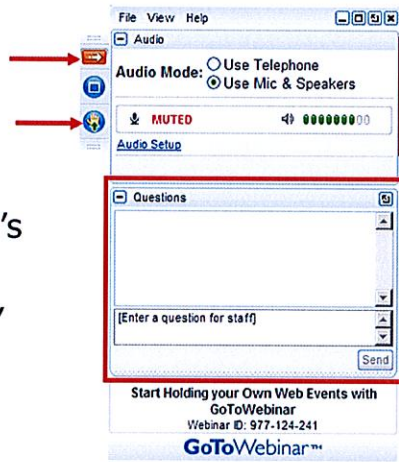 File View Help
Audio
Audio Mode: Use Telephone
Use Mic & Speakers
MUTED
Audio Setup
's
Questions
[Enter a question for staff]
Send
Start Holding your Own Web Events with
GoToWebinar
Webinar ID: 977-124-241
GoToWebinar™